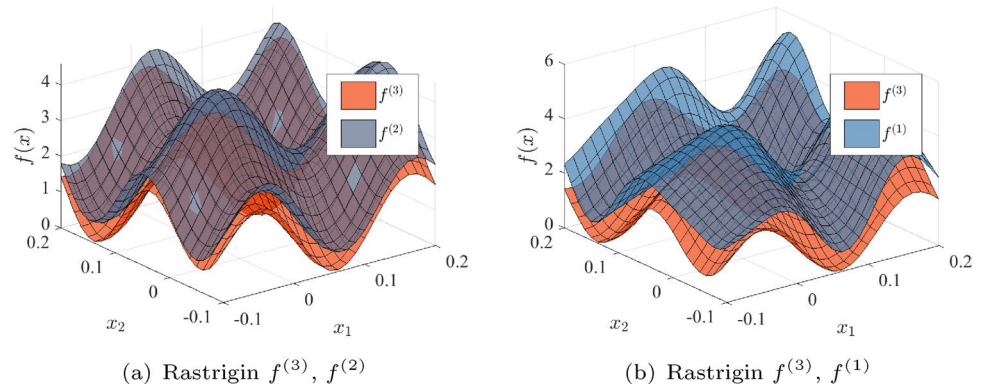 4
3
2
1
0
0.2
0.1
0
-0.1
-0.1
0
0.1
0.2
f(x)
x₂
x₁
f⁽³⁾
f⁽²⁾
(a) Rastrigin f⁽³⁾, f⁽²⁾
6
4
2
0
0.2
0.1
0
-0.1
-0.1
0
0.1
0.2
f(x)
x₂
x₁
f⁽³⁾
f⁽¹⁾
(b) Rastrigin f⁽³⁾, f⁽¹⁾